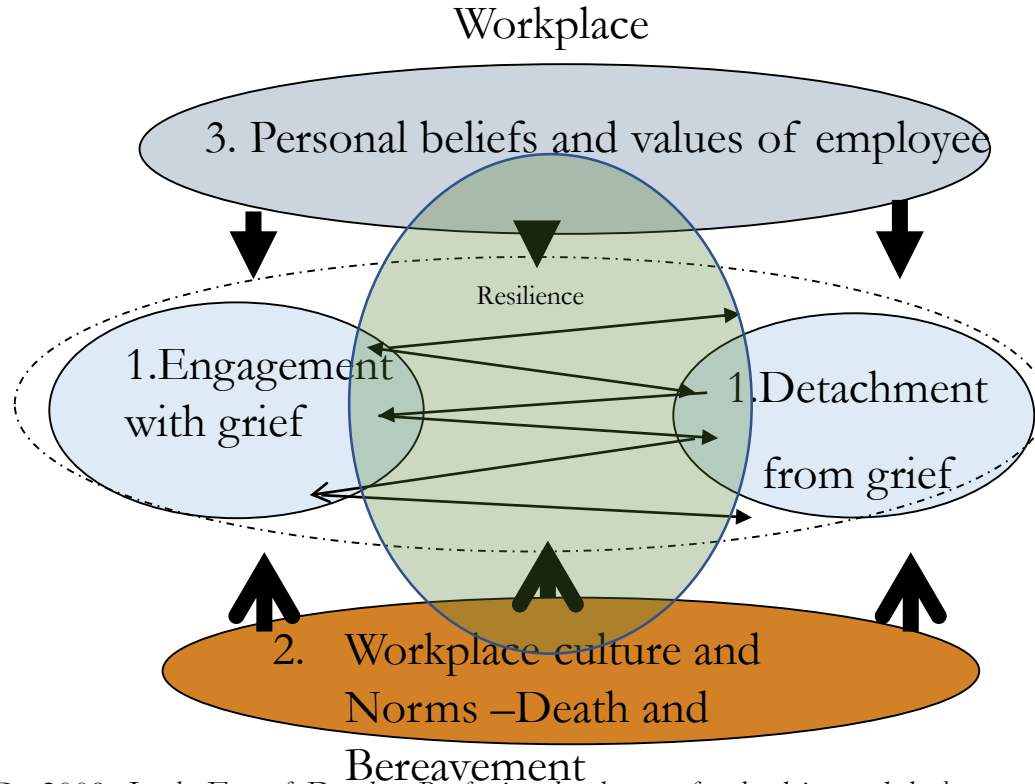 Workplace
3. Personal beliefs and values of employee
Resilience
1.Engagement
with grief
1.Detachment
from grief
2. Workplace culture and
Norms –Death and
Bereavement
2008